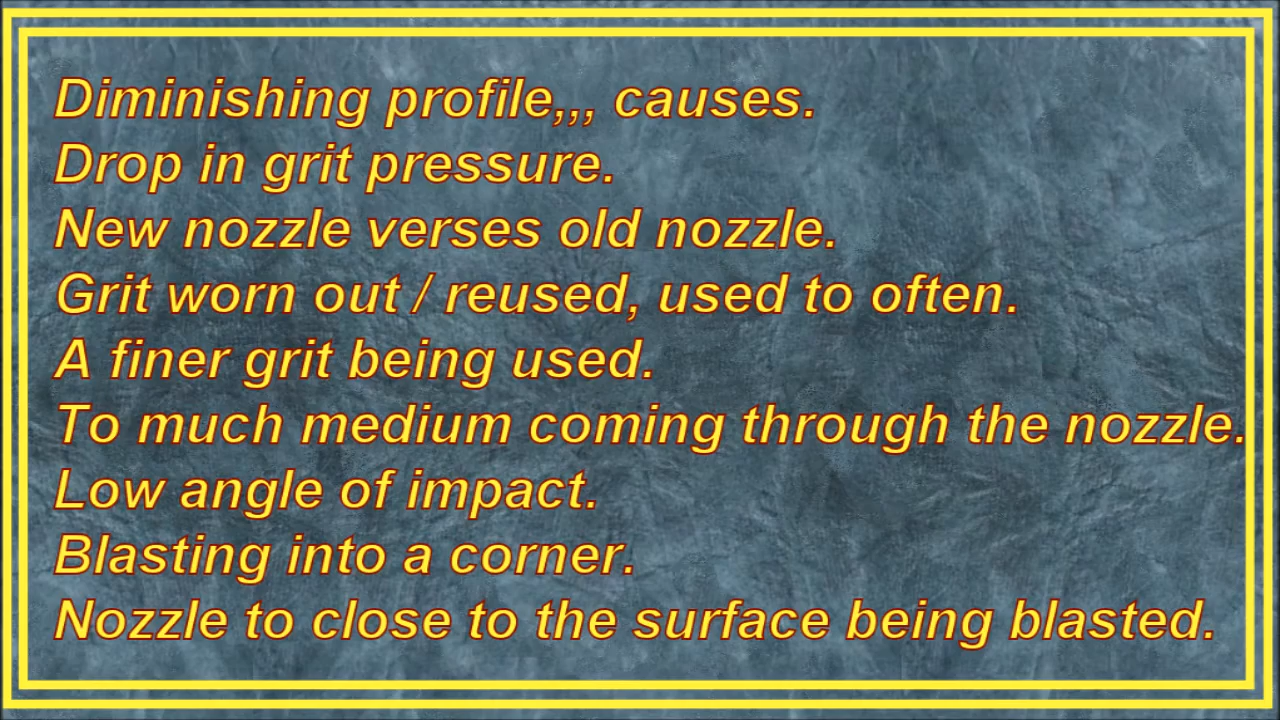 Diminishing profile,,, causes.
Drop in grit pressure.
New nozzle verses old nozzle.
Grit worn out / reused, used to often.
A finer grit being used.
To much medium coming through the nozzle.
Low angle of impact.
Blasting into a corner.
Nozzle to close to the surface being blasted.